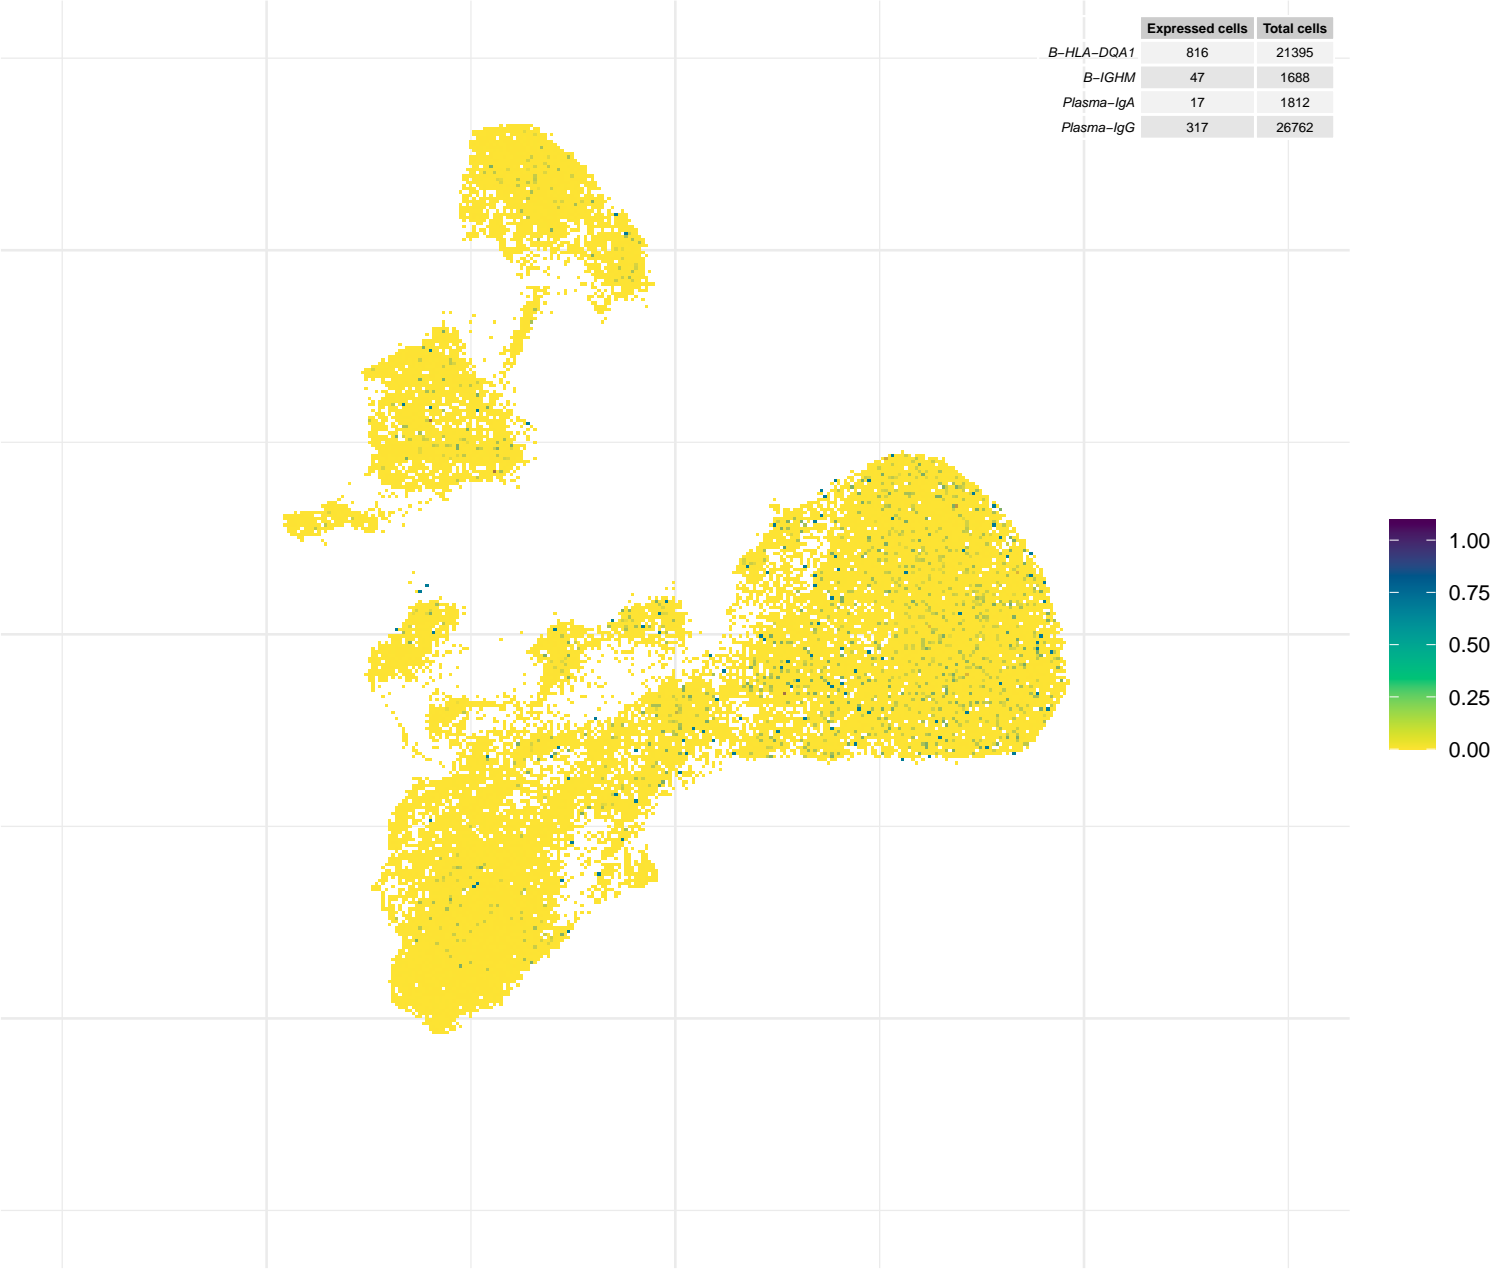 Expressed cells Total cells
B−HLA−DQA1 816 21395
B−IGHM 47 1688
Plasma−IgA 17 1812
Plasma−IgG 317 26762
1.00
0.75
0.50
0.25
0.00